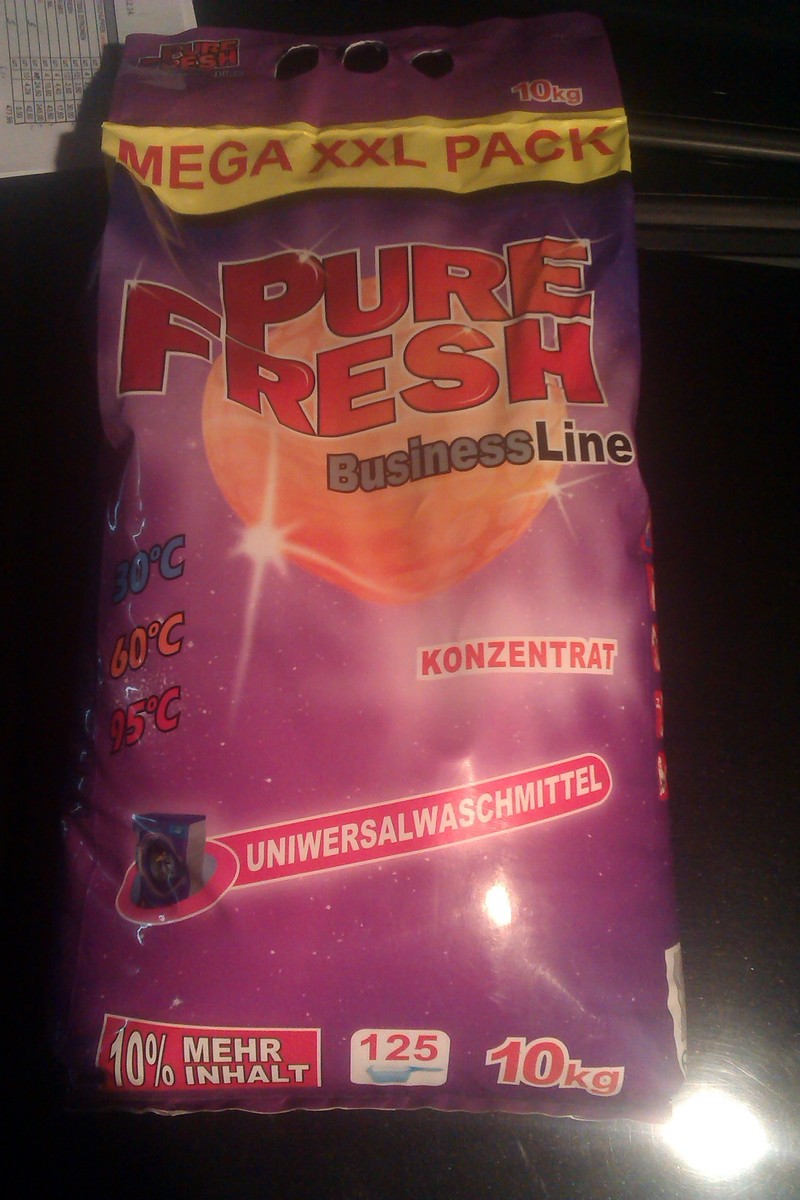 PURE
FRESH
10kg
MEGA XXL PACK
PURE
FRESH
BusinessLine
30°C
60°C
95°C
KONZENTRAT
UNIWERSALWASCHMITTEL
10% MEHR
INHALT
125
10kg